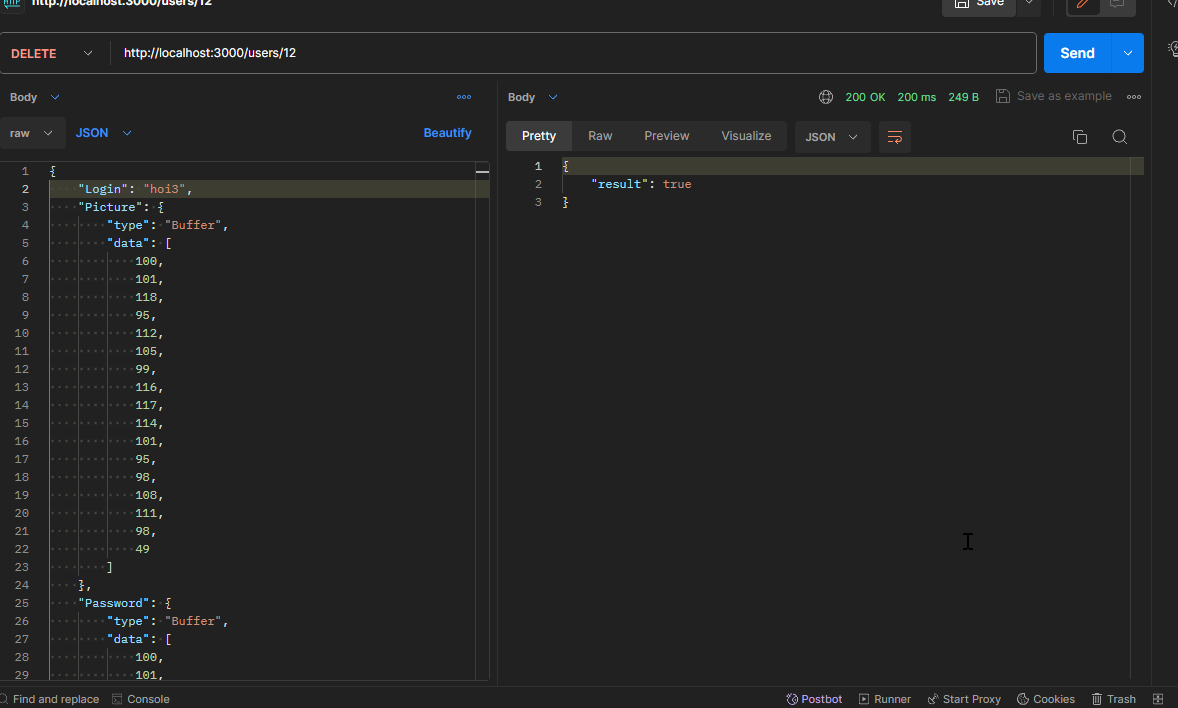 HTTP http://localhost:3000/users/12 Save
DELETE http://localhost:3000/users/12 Send
Body
raw JSON Beautify
1 {
2 "Login": "hoi3",
3 "Picture": {
4 "type": "Buffer",
5 "data": [
6 100,
7 101,
8 118,
9 95,
10 112,
11 105,
12 99,
13 116,
14 117,
15 114,
16 101,
17 95,
18 98,
19 108,
20 111,
21 98,
22 49
23 ]
24 },
25 "Password": {
26 "type": "Buffer",
27 "data": [
28 100,
29 101,
Body 200 OK 200 ms 249 B Save as example
Pretty Raw Preview Visualize JSON
1 {
2 "result": true
3 }
Find and replace Console Postbot Runner Start Proxy Cookies Trash